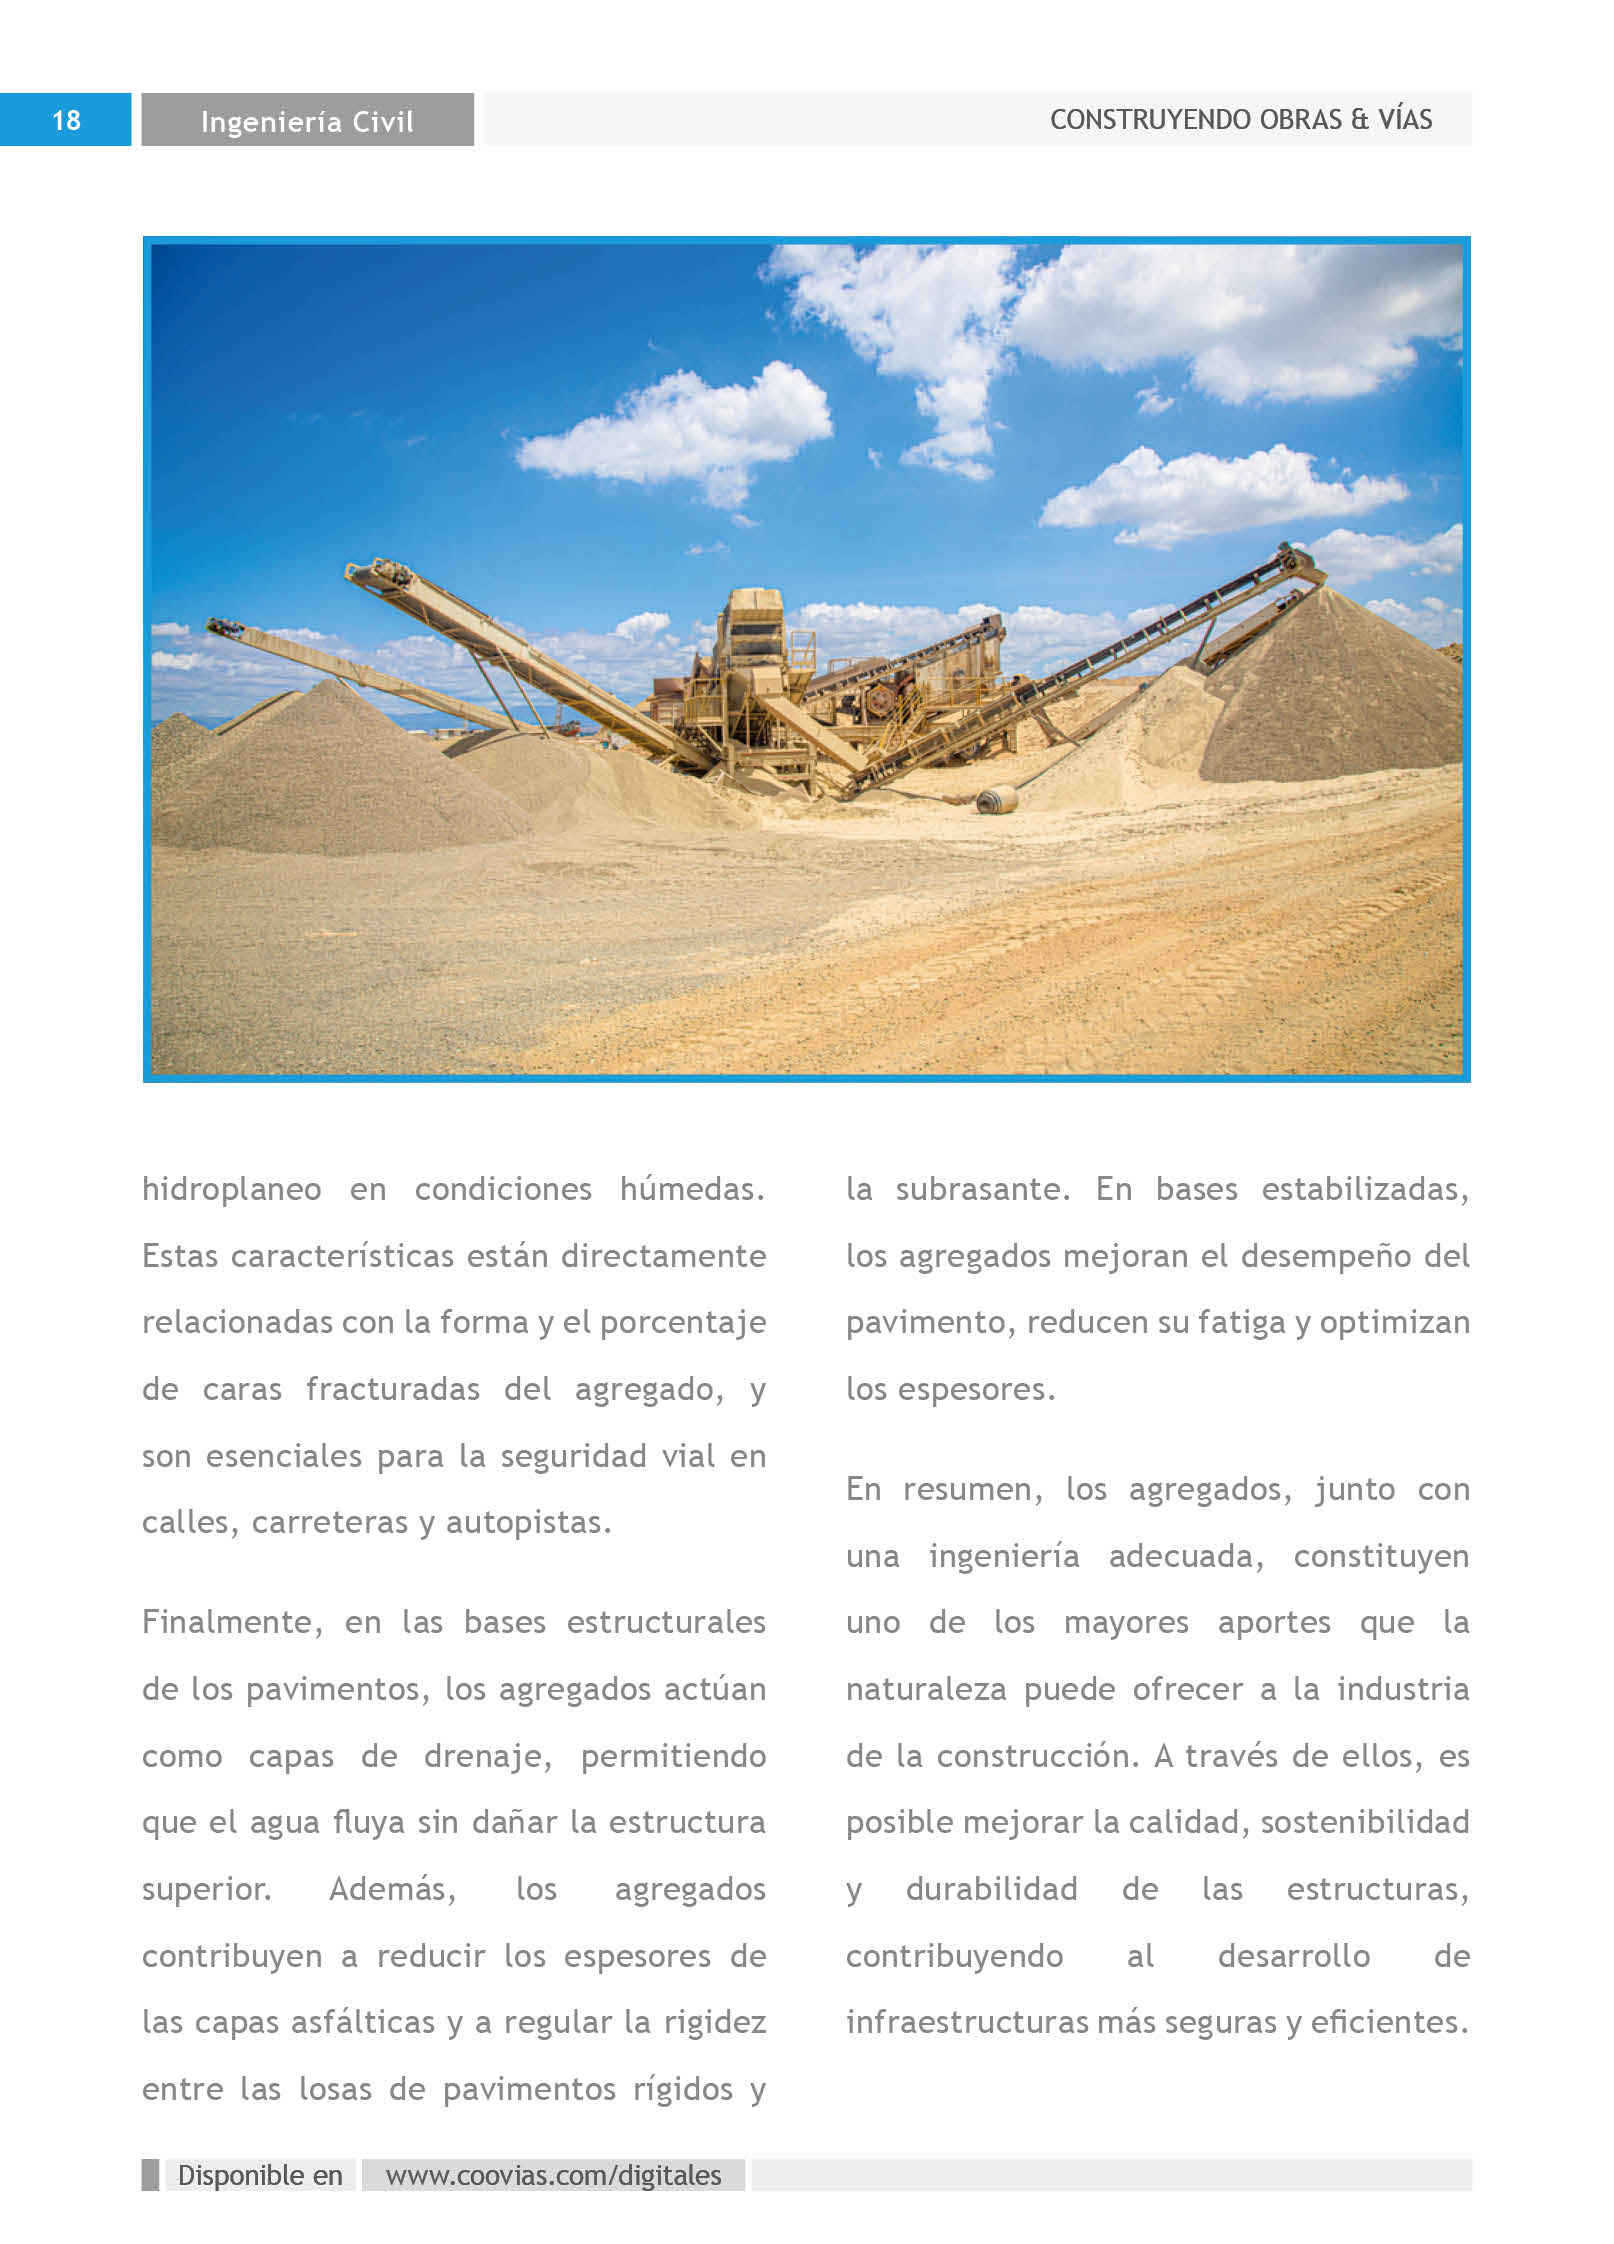 18
Ingeniería Civil
CONSTRUYENDO OBRAS & VÍAS
hidroplaneo en condiciones húmedas.
Estas características están directamente
relacionadas con la forma y el porcentaje
de caras fracturadas del agregado, y
son esenciales para la seguridad vial en
calles, carreteras y autopistas.
Finalmente, en las bases estructurales
de los pavimentos, los agregados actúan
como capas de drenaje, permitiendo
que el agua fluya sin dañar la estructura
superior. Además, los agregados
contribuyen a reducir los espesores de
las capas asfálticas y a regular la rigidez
entre las losas de pavimentos rígidos y
la subrasante. En bases estabilizadas,
los agregados mejoran el desempeño del
pavimento, reducen su fatiga y optimizan
los espesores.
En resumen, los agregados, junto con
una ingeniería adecuada, constituyen
uno de los mayores aportes que la
naturaleza puede ofrecer a la industria
de la construcción. A través de ellos, es
posible mejorar la calidad, sostenibilidad
y durabilidad de las estructuras,
contribuyendo al desarrollo de
infraestructuras más seguras y eficientes.
Disponible en
www.coovias.com/digitales